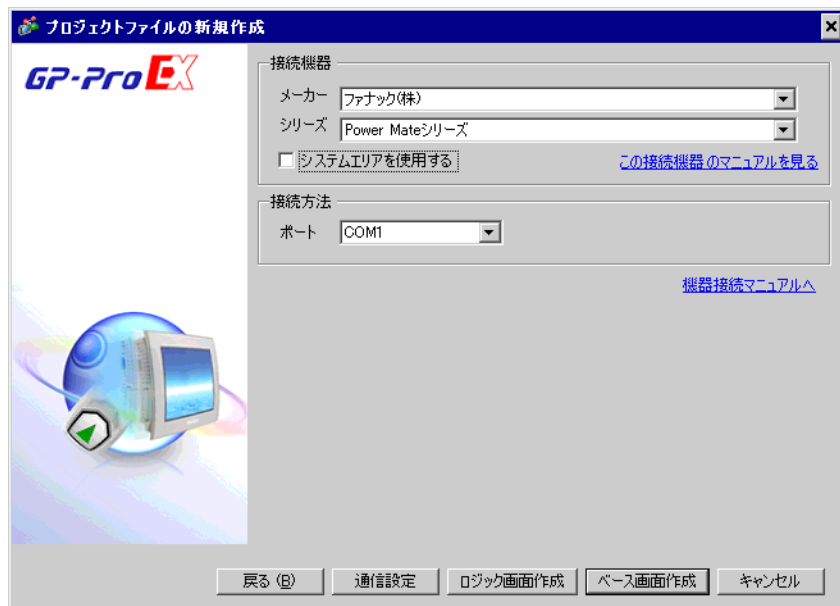 プロジェクトファイルの新規作成
GP-Pro EX
接続機器
メーカー ファナック(株)
シリーズ Power Mateシリーズ
システムエリアを使用する この接続機器のマニュアルを見る
接続方法
ポート COM1
機器接続マニュアルへ
戻る (B) 通信設定 ロジック画面作成 ベース画面作成 キャンセル